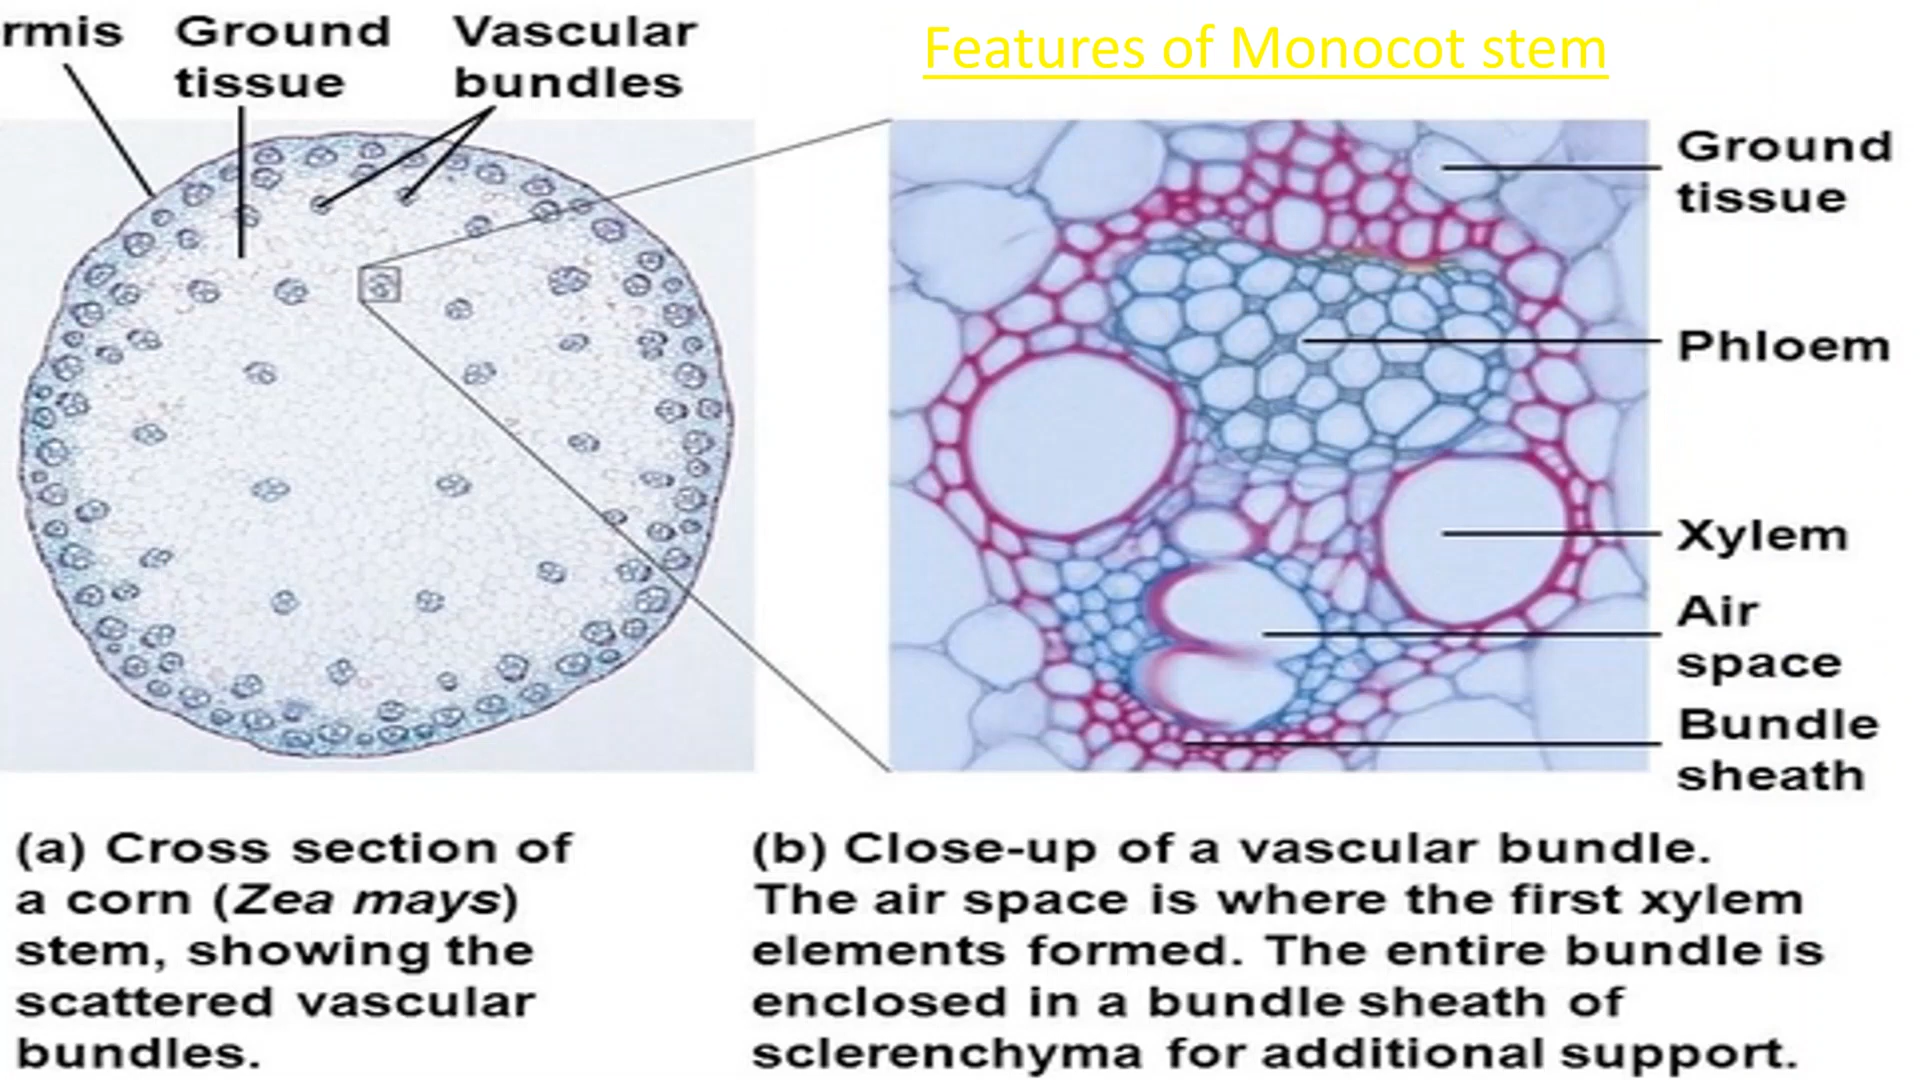 rmis
Ground
tissue
Vascular
bundles
Features of Monocot stem
Ground
tissue
Phloem
Xylem
Air
space
Bundle
sheath
(a) Cross section of
a corn (Zea mays)
stem, showing the
scattered vascular
bundles.
(b) Close-up of a vascular bundle.
The air space is where the first xylem
elements formed. The entire bundle is
enclosed in a bundle sheath of
sclerenchyma for additional support.